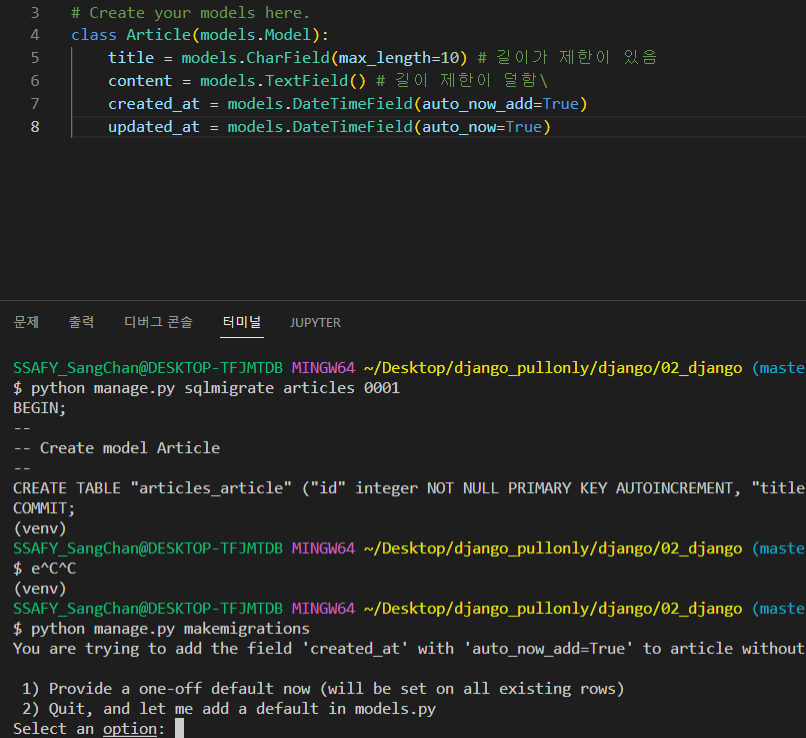 3 # Create your models here.
4 class Article(models.Model):
5 title = models.CharField(max_length=10) # 길이가 제한이 있음
6 content = models.TextField() # 길이 제한이 덜함\
7 created_at = models.DateTimeField(auto_now_add=True)
8 updated_at = models.DateTimeField(auto_now=True)
문제 출력 디버그 콘솔 터미널 JUPYTER
SSAFY_SangChan@DESKTOP-TFJMTDB MINGW64 ~/Desktop/django_pullonly/django/02_django (maste
$ python manage.py sqlmigrate articles 0001
BEGIN;
--
-- Create model Article
--
CREATE TABLE "articles_article" ("id" integer NOT NULL PRIMARY KEY AUTOINCREMENT, "title
COMMIT;
(venv)
SSAFY_SangChan@DESKTOP-TFJMTDB MINGW64 ~/Desktop/django_pullonly/django/02_django (maste
$ e^C^C
(venv)
SSAFY_SangChan@DESKTOP-TFJMTDB MINGW64 ~/Desktop/django_pullonly/django/02_django (maste
$ python manage.py makemigrations
You are trying to add the field 'created_at' with 'auto_now_add=True' to article without
1) Provide a one-off default now (will be set on all existing rows)
2) Quit, and let me add a default in models.py
Select an option: